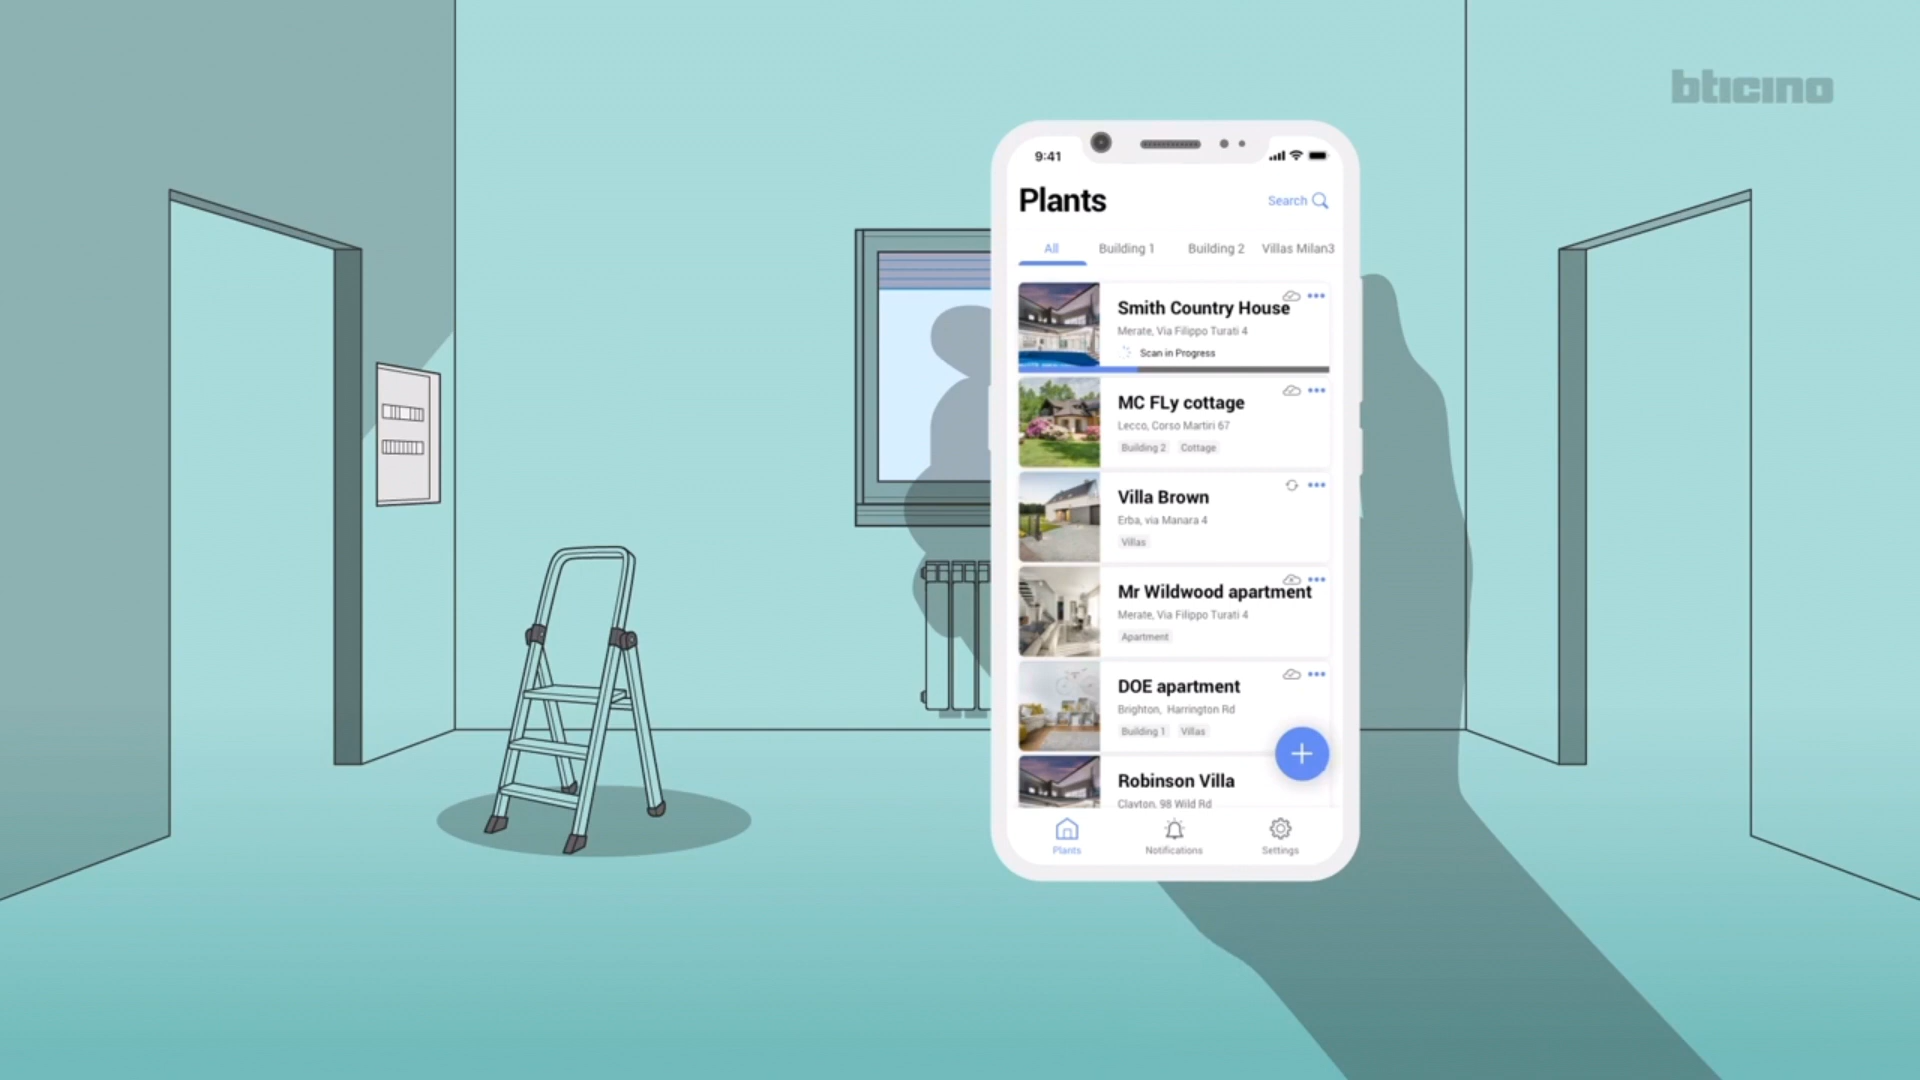 bticino
9:41
Plants
Search
All Building 1 Building 2 Villas Milan3
Smith Country House
Merate, Via Filippo Turati 4
Scan in Progress
MC FLy cottage
Lecco, Corso Martiri 67
Building 2 Cottage
Villa Brown
Erba, via Manara 4
Villas
Mr Wildwood apartment
Merate, Via Filippo Turati 4
Apartment
DOE apartment
Brighton, Harrington Rd
Building 1 Villas
Robinson Villa
Clayton, 98 Wild Rd
Plants Notifications Settings